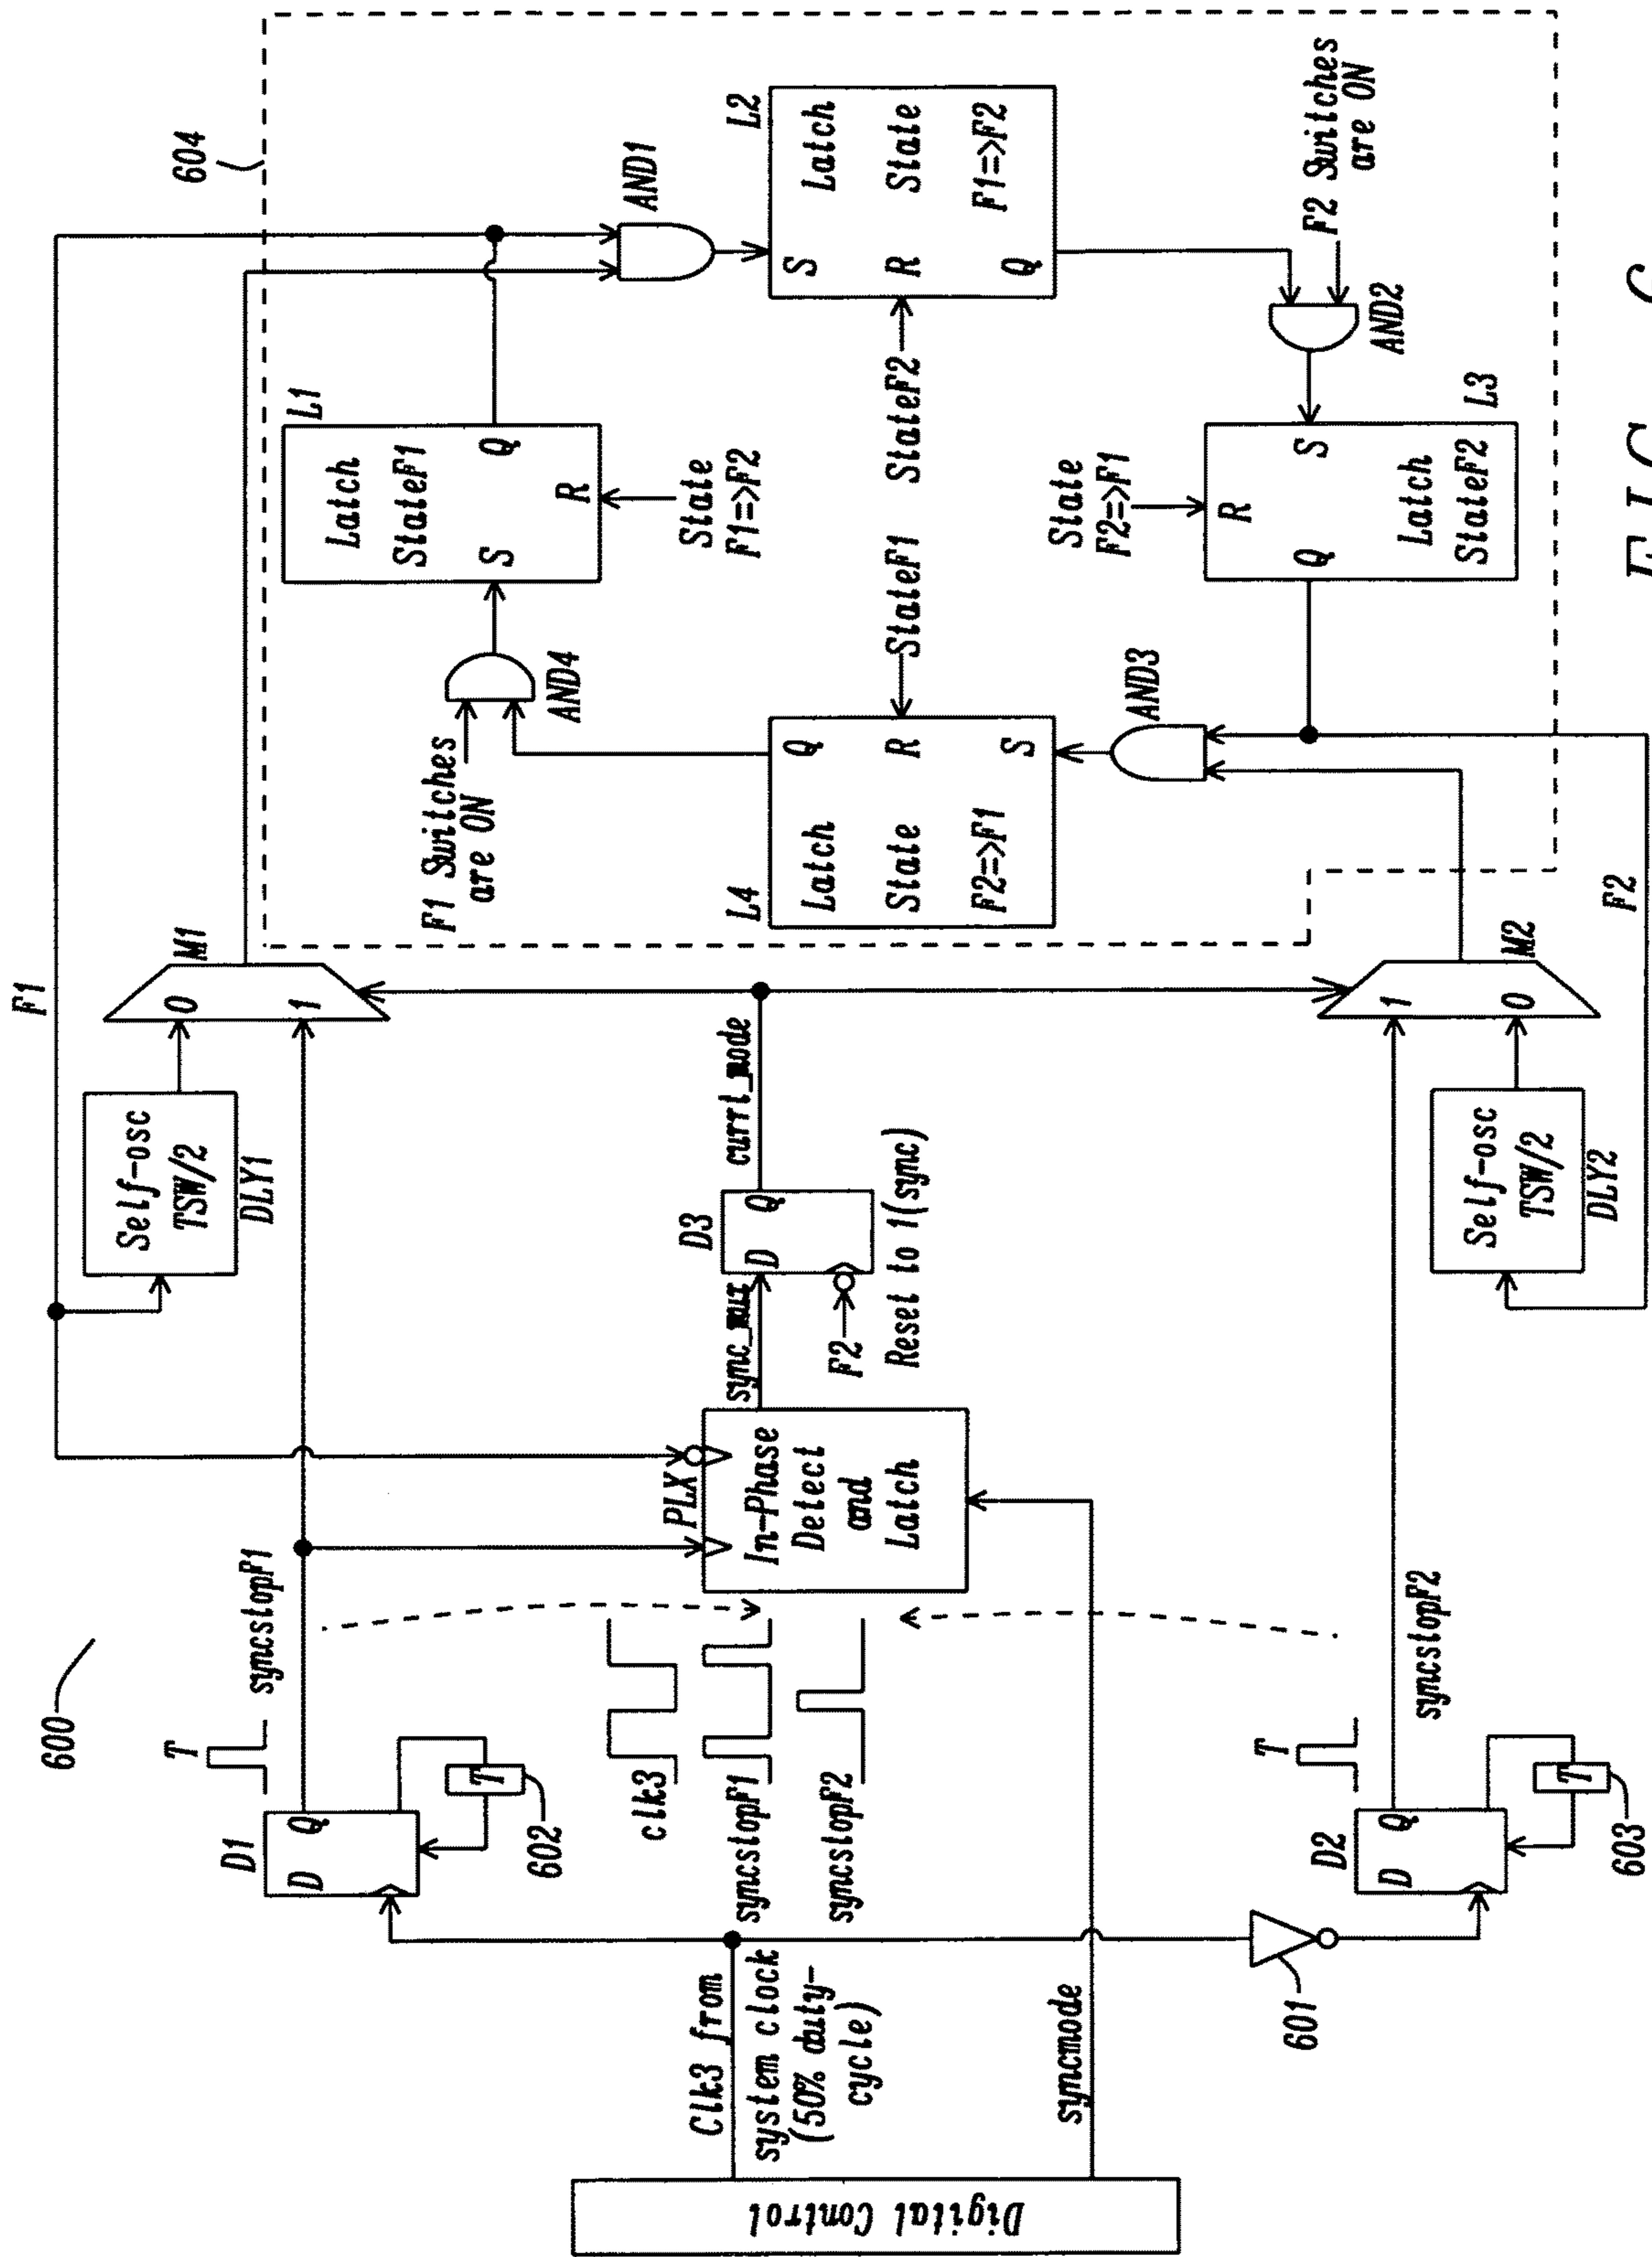 600
F1
604
Digital Control
Clk3 from
system clock
(50% duty-
cycle)
syncmode
601
D1
D
Q
T
T
602
syncstopF1
clk3
syncstopF1
syncstopF2
D2
D
Q
T
T
603
syncstopF2
PLX
In-Phase
Detect
and
Latch
D3
D
Q
F2
Reset to 1(sync)
curr1_mode
Self-osc
TSW/2
DLY1
M1
0
1
Self-osc
TSW/2
DLY2
M2
1
0
F2
F1 Switches
are ON
AND4
L1
Latch
StateF1
S
Q
R
State
F1=>F2
AND1
L2
Latch
State
F1=>F2
S
R
Q
StateF2
F2 Switches
are ON
AND2
L3
Latch
StateF2
S
R
Q
State
F2=>F1
AND3
L4
Latch
State
F2=>F1
Q
R
S
StateF1